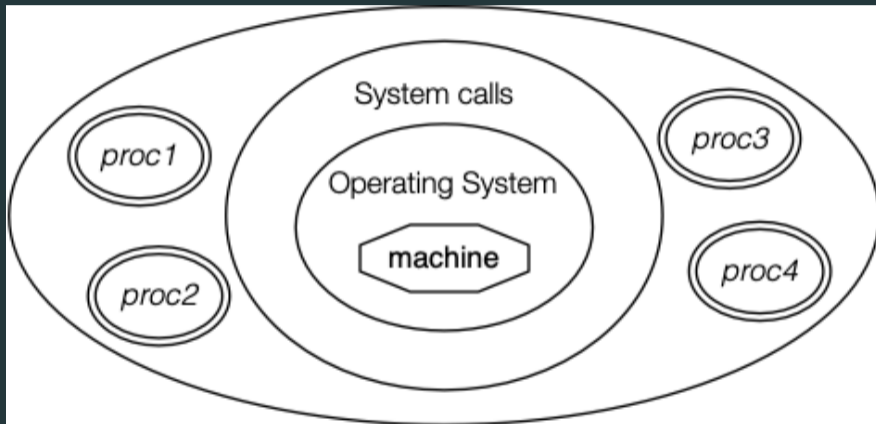 System calls
proc1
proc3
Operating System
machine
proc2
proc4